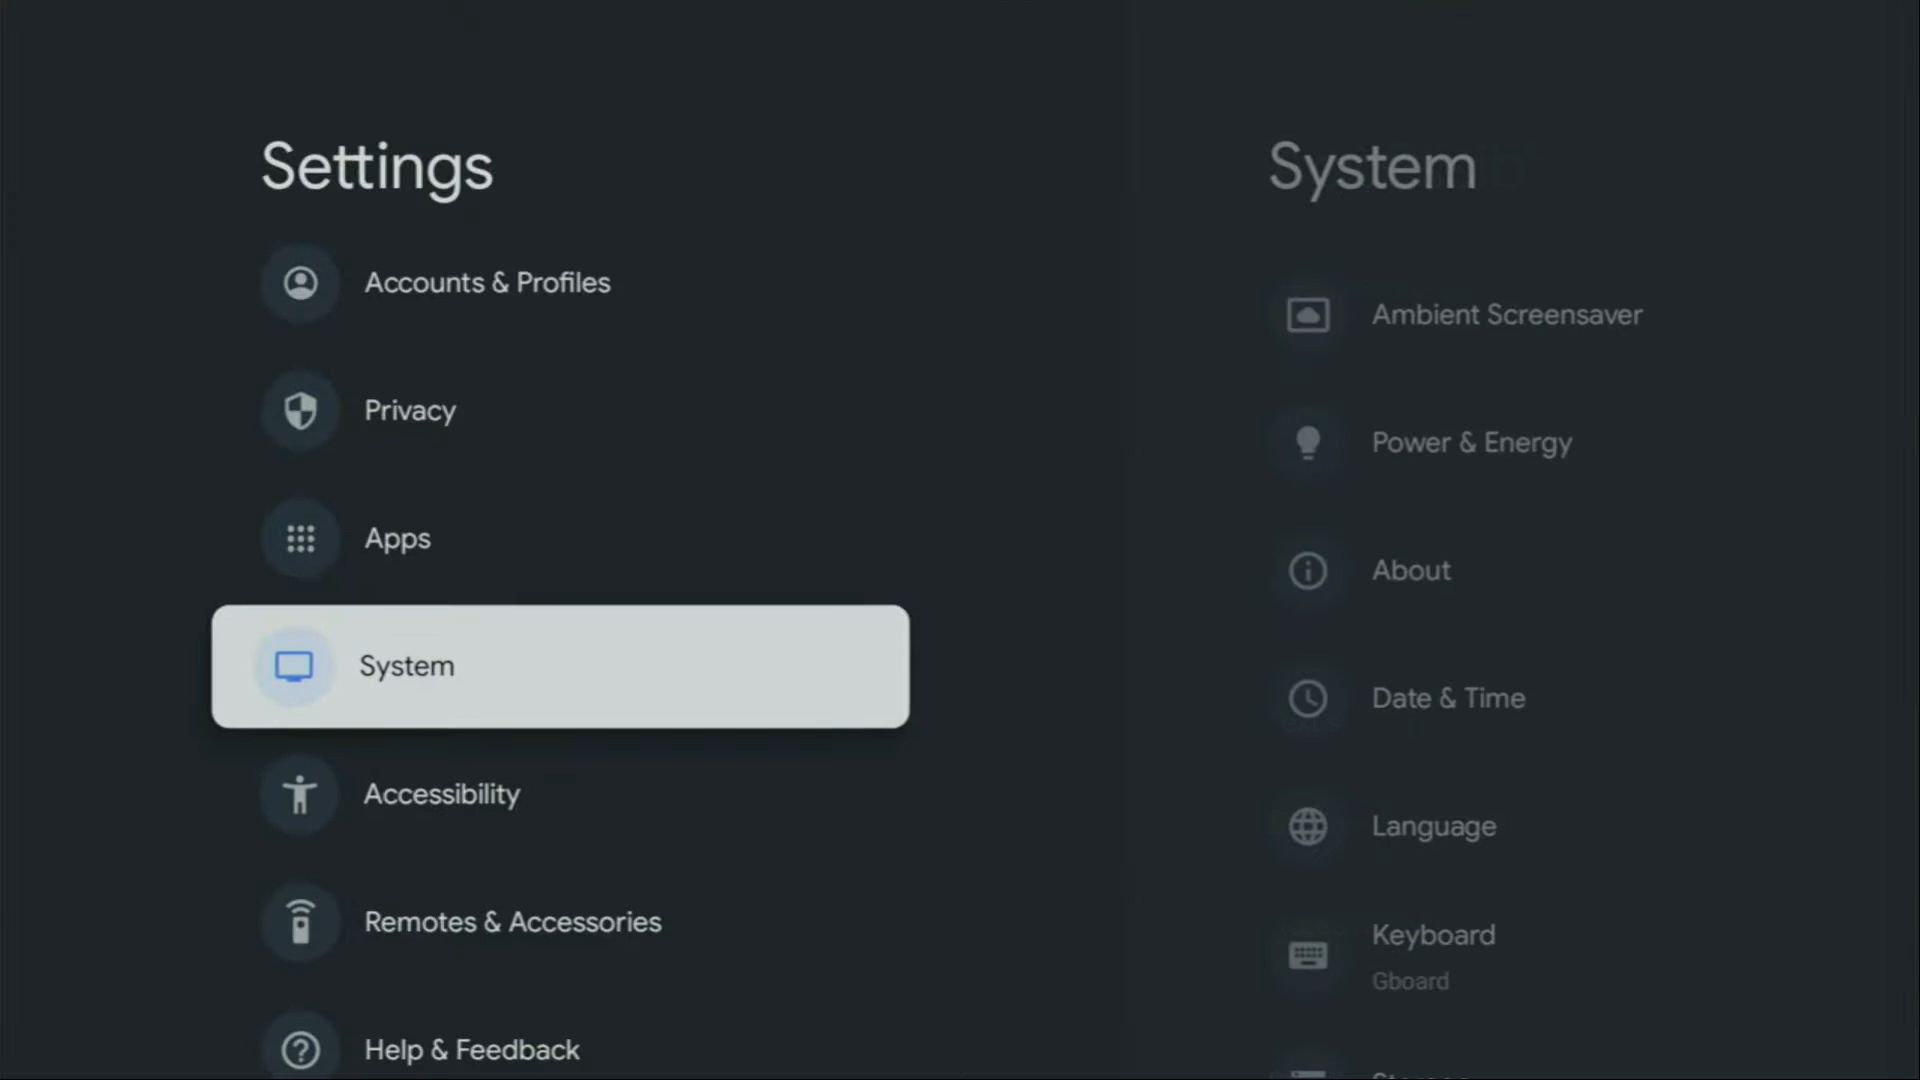 Settings
Accounts & Profiles
Privacy
Apps
System
Accessibility
Remotes & Accessories
Help & Feedback
System
Ambient Screensaver
Power & Energy
About
Date & Time
Language
Keyboard
Gboard